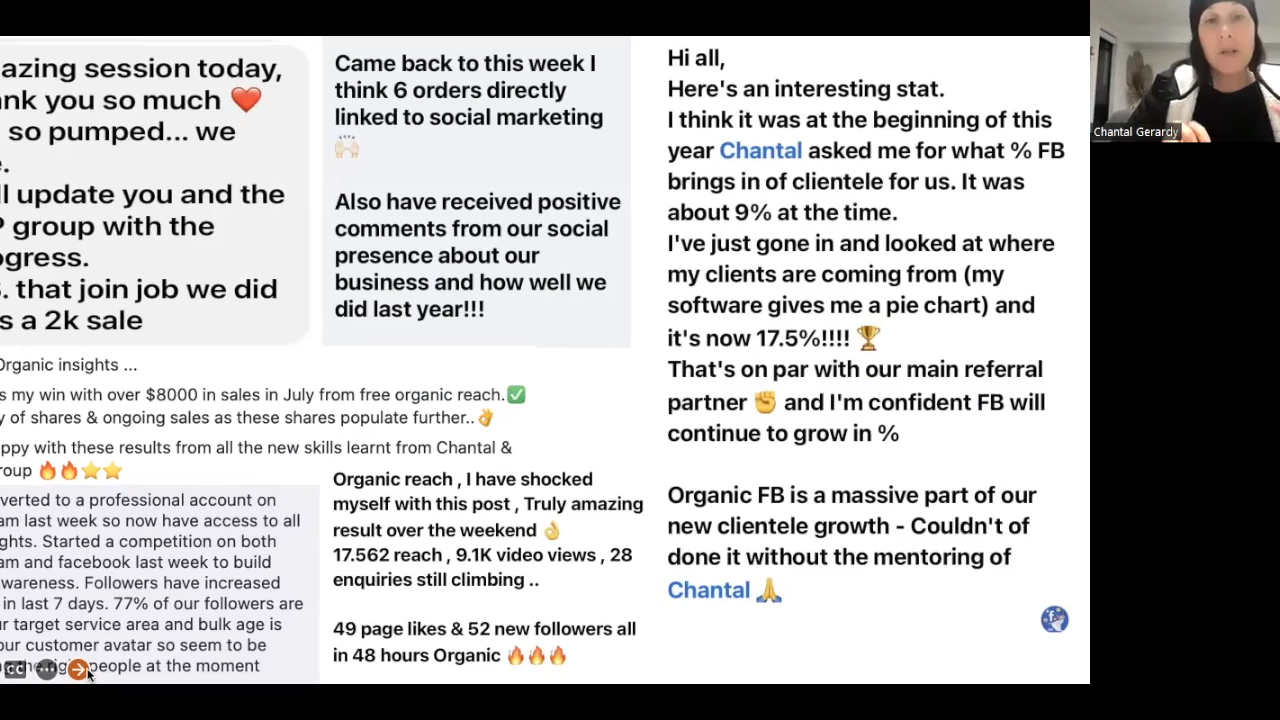 azing session today,
nk you so much ❤️
so pumped... we
e.
ll update you and the
P group with the
ogress.
S. that join job we did
s a 2k sale
Came back to this week I
think 6 orders directly
linked to social marketing
🙌🏻
Also have received positive
comments from our social
presence about our
business and how well we
did last year!!!
Organic insights ...
s my win with over $8000 in sales in July from free organic reach.✅
y of shares & ongoing sales as these shares populate further..👌
ppy with these results from all the new skills learnt from Chantal &
roup 🔥🔥⭐⭐
verted to a professional account on
am last week so now have access to all
ghts. Started a competition on both
am and facebook last week to build
wareness. Followers have increased
in last 7 days. 77% of our followers are
ur target service area and bulk age is
our customer avatar so seem to be
people at the moment
CC
Organic reach , I have shocked
myself with this post , Truly amazing
result over the weekend 👌
17.562 reach , 9.1K video views , 28
enquiries still climbing ..
49 page likes & 52 new followers all
in 48 hours Organic 🔥🔥🔥
Hi all,
Here's an interesting stat.
I think it was at the beginning of this
year Chantal asked me for what % FB
brings in of clientele for us. It was
about 9% at the time.
I've just gone in and looked at where
my clients are coming from (my
software gives me a pie chart) and
it's now 17.5%!!!! 🏆
That's on par with our main referral
partner ✊ and I'm confident FB will
continue to grow in %
Organic FB is a massive part of our
new clientele growth - Couldn't of
done it without the mentoring of
Chantal 🙏
Chantal Gerardy